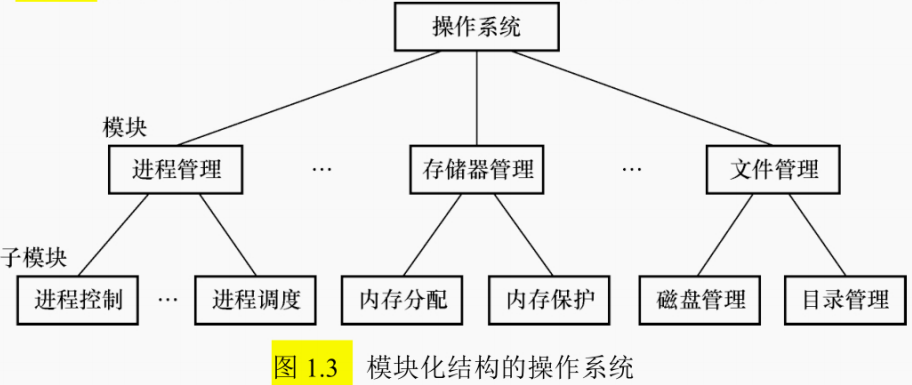 操作系统
模块
进程管理 … 存储器管理 … 文件管理
子模块
进程控制 … 进程调度 内存分配 内存保护 磁盘管理 目录管理
图 1.3 模块化结构的操作系统